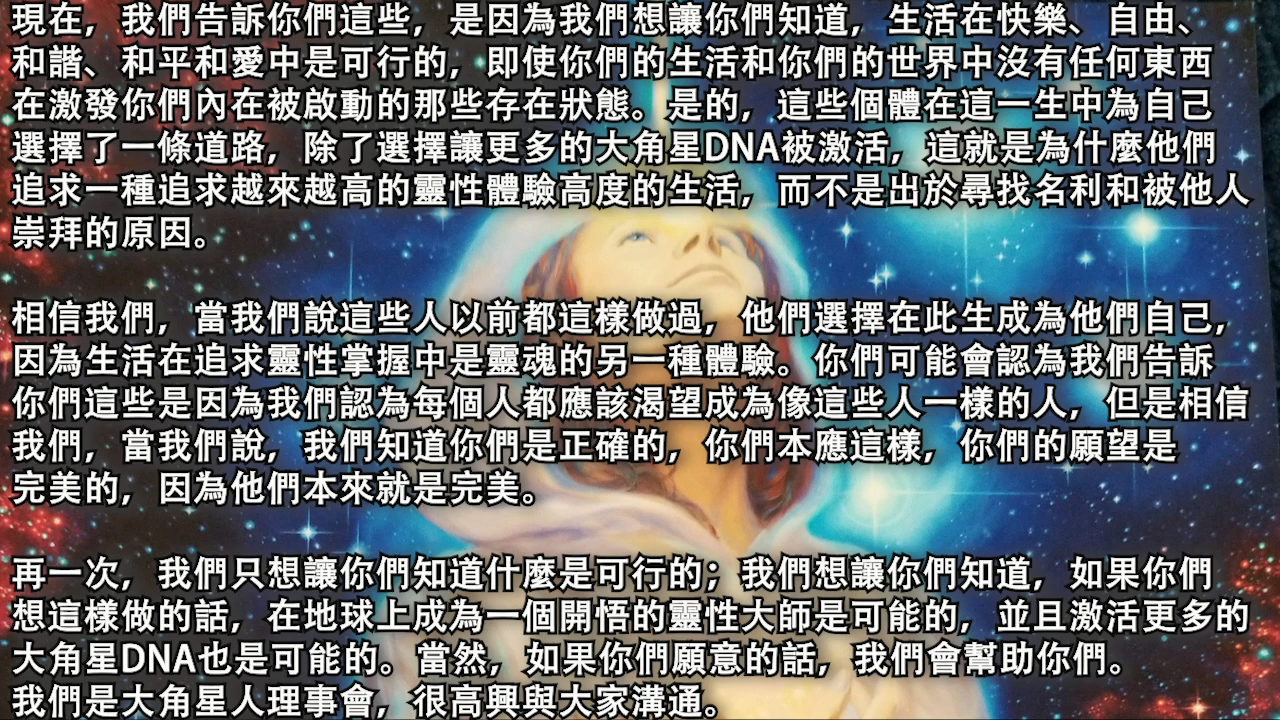 現在，我們告訴你們這些，是因為我們想讓你們知道，生活在快樂、自由、
和諧、和平和愛中是可行的，即使你們的生活和你們的世界中沒有任何東西
在激發你們內在被啟動的那些存在狀態。是的，這些個體在這一生中為自己
選擇了一條道路，除了選擇讓更多的大角星DNA被激活，這就是為什麼他們
追求一種追求越來越高的靈性體驗高度的生活，而不是出於尋找名利和被他人
崇拜的原因。
相信我們，當我們說這些人以前都這樣做過，他們選擇在此生成為他們自己，
因為生活在追求靈性掌握中是靈魂的另一種體驗。你們可能會認為我們告訴
你們這些是因為我們認為每個人都應該渴望成為像這些人一樣的人，但是相信
我們，當我們說，我們知道你們是正確的，你們本應這樣，你們的願望是
完美的，因為他們本來就是完美。
再一次，我們只想讓你們知道什麼是可行的；我們想讓你們知道，如果你們
想這樣做的話，在地球上成為一個開悟的靈性大師是可能的，並且激活更多的
大角星DNA也是可能的。當然，如果你們願意的話，我們會幫助你們。
我們是大角星人理事會，很高興與大家溝通。